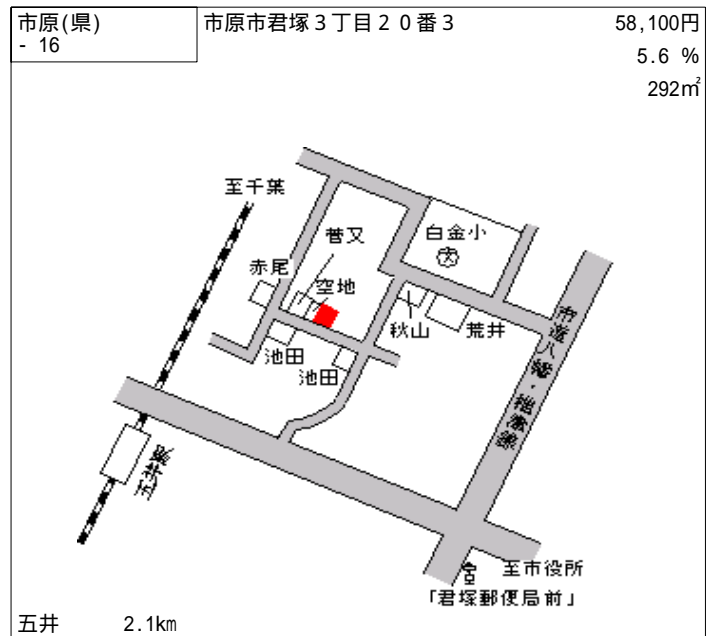 市原(県)
- 16
市原市君塚３丁目２０番３
58,100円
5.6 %
292㎡
至千葉
菅又
白金小
文
赤尾
空地
秋山
荒井
池田
池田
市道八幡・椎津線
五井駅
至市役所
「君塚郵便局前」
五井 2.1km